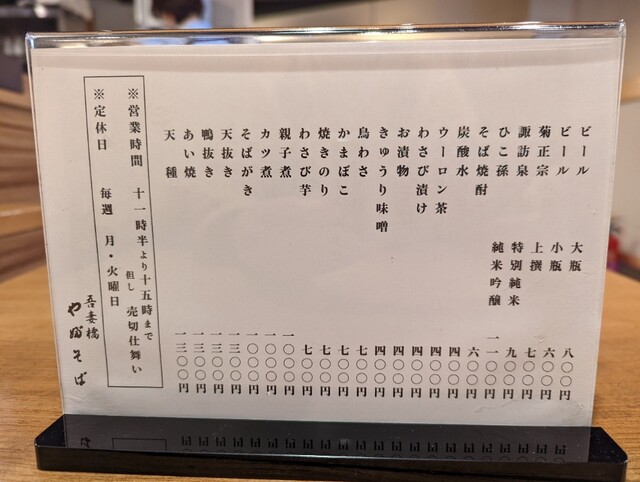 ビール 大瓶 八〇〇円
ビール 小瓶 六〇〇円
菊正宗 上撰 七〇〇円
諏訪泉 特別純米 九〇〇円
ひこ孫 純米吟醸 一一〇〇円
そば焼酎 六〇〇円
炭酸水 四〇〇円
ウーロン茶 四〇〇円
わさび漬け 四〇〇円
お漬物 四〇〇円
きゅうり味噌 四〇〇円
鳥わさ 七〇〇円
かまぼこ 七〇〇円
焼きのり 七〇〇円
わさび芋 七〇〇円
親子煮 一〇〇〇円
カツ煮 一〇〇〇円
そばがき 一〇〇〇円
天抜き 一三〇〇円
鴨抜き 一三〇〇円
あい焼 一三〇〇円
天種 一三〇〇円
※営業時間 十一時半より十五時まで
但し 売切仕舞い
※定休日 毎週 月・火曜日
吾妻橋
やぶそば